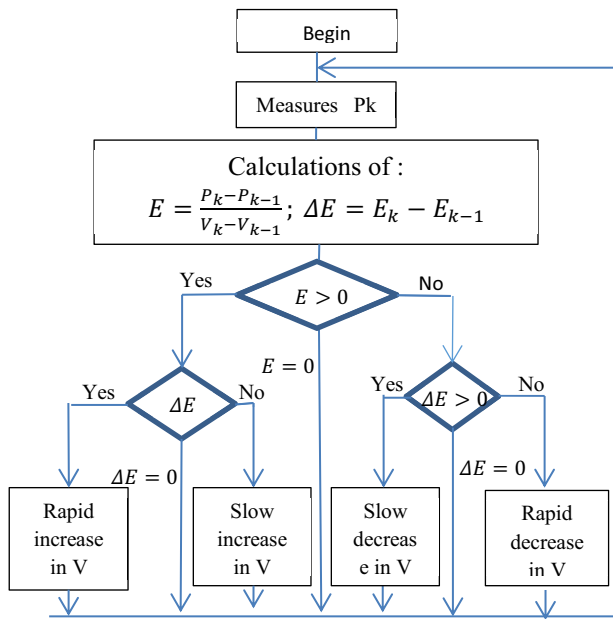 Begin
Measures Pk
Calculations of :
E = \frac{P_k - P_{k-1}}{V_k - V_{k-1}} ; ΔE = E_k − E_{k-1}
Yes
E > 0
No
E = 0
Yes
ΔE
No
Yes
ΔE > 0
No
ΔE = 0
ΔE = 0
Rapid
increase
in V
Slow
increase
in V
Slow
decreas
e in V
Rapid
decrease
in V